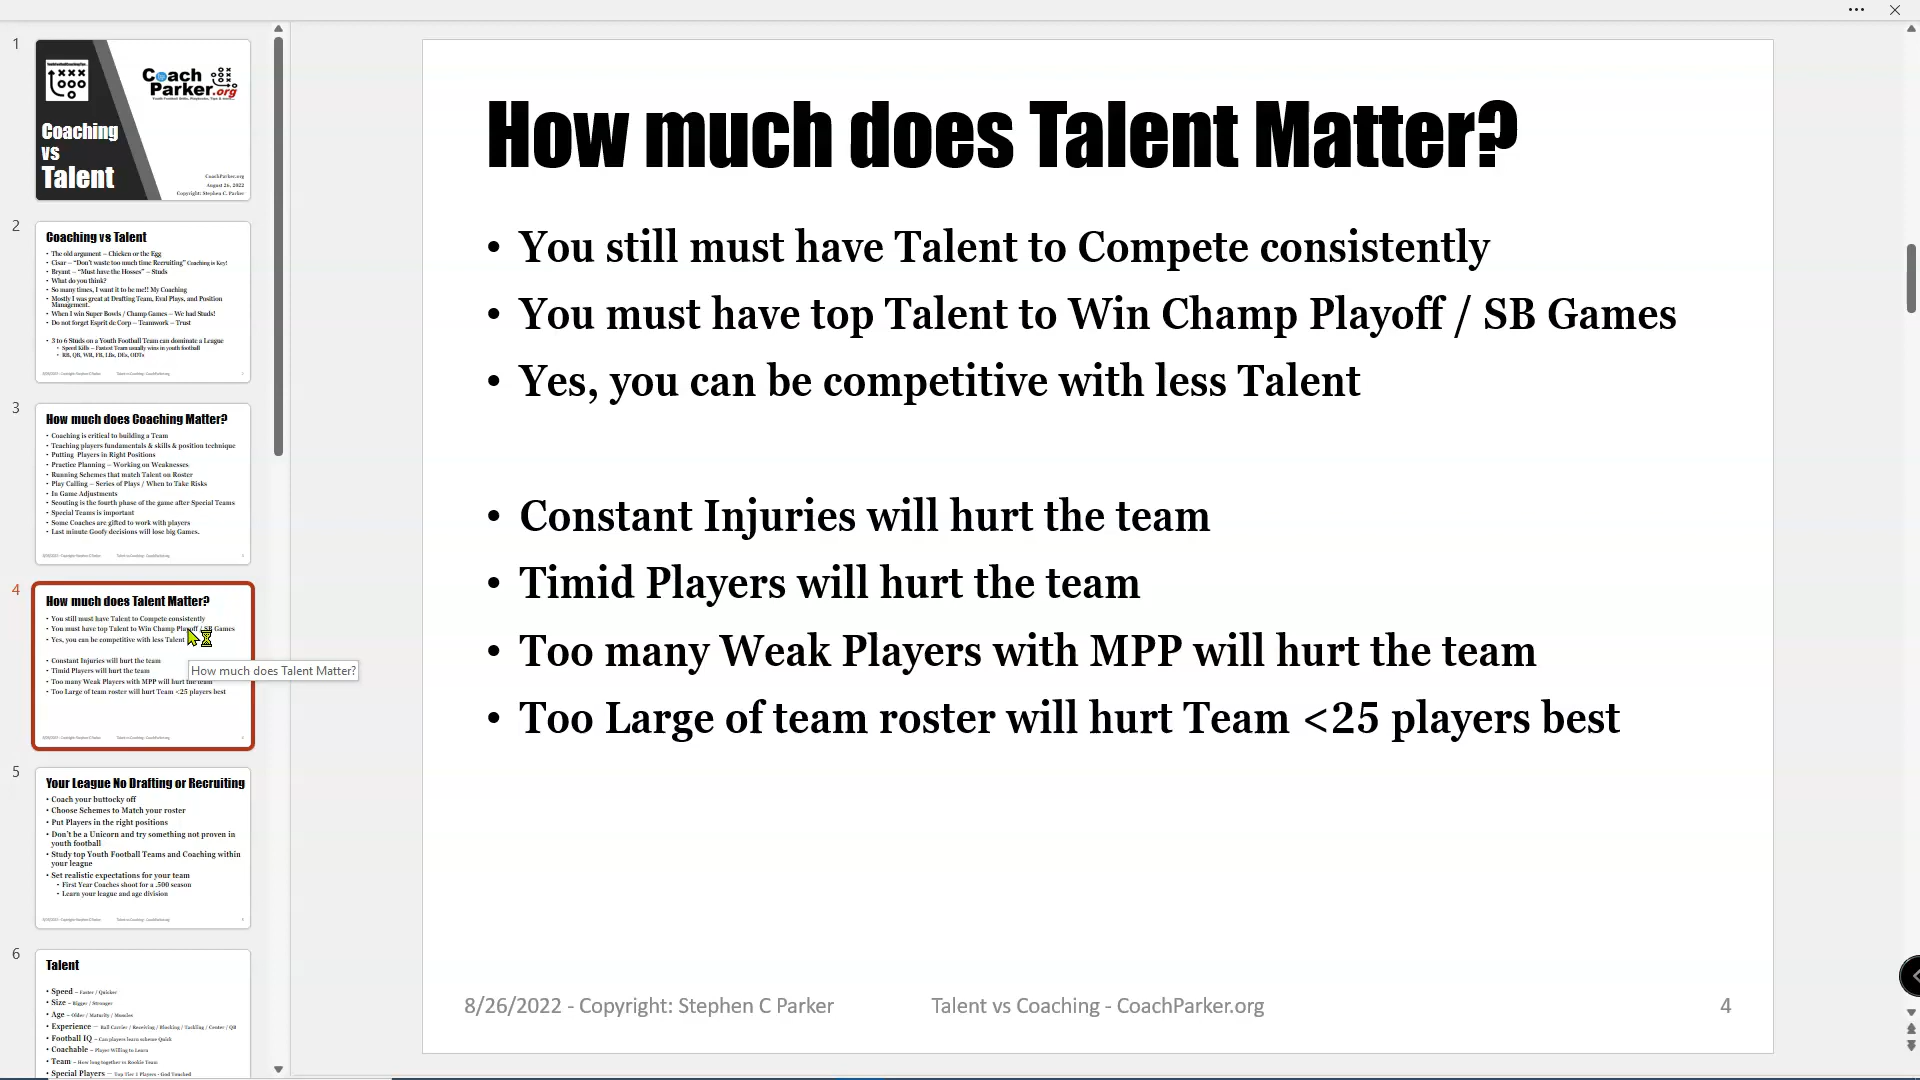 1
Coach
Parker.org
Coaching
vs
Talent
CoachParker.org
August 26, 2022
Copyright: Stephen C. Parker
2
Coaching vs Talent
• The old argument – Chicken or the Egg
• Cisar – "Don't waste too much time Recruiting" Coaching is Key!
• Bryant – "Must have the Hosses" – Studs
• What do you think?
• So many times, I want it to be me!! My Coaching
• Mostly I was great at Drafting Team, Eval Plays, and Position
Management.
• When I win Super Bowls / Champ Games – We had Studs!
• Do not forget Esprit de Corp – Teamwork – Trust
• 3 to 6 Studs on a Youth Football Team can dominate a League
• Speed Kills – Fastest Team usually wins in youth football
• RB, QB, WR, FB, LBs, DEs, ODTs
3
How much does Coaching Matter?
• Coaching is critical to building a Team
• Teaching players fundamentals & skills & position technique
• Putting Players in Right Positions
• Practice Planning – Working on Weaknesses
• Running Schemes that match Talent on Roster
• Play Calling – Series of Plays / When to Take Risks
• In Game Adjustments
• Scouting is the fourth phase of the game after Special Teams
• Special Teams is important
• Some Coaches are gifted to work with players
• Last minute Goofy decisions will lose big Games.
4
How much does Talent Matter?
• You still must have Talent to Compete consistently
• You must have top Talent to Win Champ Playoff / SB Games
• Yes, you can be competitive with less Talent
• Constant Injuries will hurt the team
• Timid Players will hurt the team
• Too many Weak Players with MPP will hurt the team
• Too Large of team roster will hurt Team <25 players best
How much does Talent Matter?
5
Your League No Drafting or Recruiting
• Coach your buttocky off
• Choose Schemes to Match your roster
• Put Players in the right positions
• Don't be a Unicorn and try something not proven in
youth football
• Study top Youth Football Teams and Coaching within
your league
• Set realistic expectations for your team
• First Year Coaches shoot for a .500 season
• Learn your league and age division
6
Talent
• Speed – Faster / Quicker
• Size – Bigger / Stronger
• Age – Older / Maturity / Muscles
• Experience – Ball Carrier / Receiving / Blocking / Tackling / Center / QB
• Football IQ – Can players learn scheme Quick
• Coachable – Player Willing to Learn
• Team – How long together vs Rookie Team
• Special Players – Top Tier 1 Players - God Touched
How much does Talent Matter?
• You still must have Talent to Compete consistently
• You must have top Talent to Win Champ Playoff / SB Games
• Yes, you can be competitive with less Talent
• Constant Injuries will hurt the team
• Timid Players will hurt the team
• Too many Weak Players with MPP will hurt the team
• Too Large of team roster will hurt Team <25 players best
8/26/2022 - Copyright: Stephen C Parker
Talent vs Coaching - CoachParker.org
4